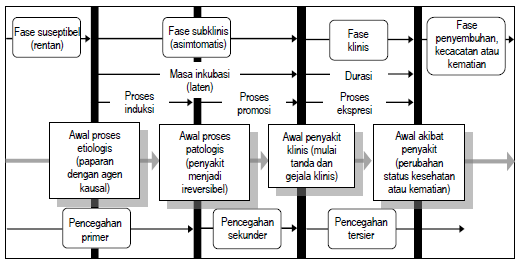 Fase suseptibel
(rentan)
Fase subklinis
(asimtomatis)
Fase
klinis
Fase
penyembuhan,
kecacatan atau
kematian
Masa inkubasi
(laten)
Durasi
Proses
induksi
Proses
promosi
Proses
ekspresi
Awal proses
etiologis
(paparan
dengan agen
kausal)
Awal proses
patologis
(penyakit
menjadi
ireversibel)
Awal penyakit
klinis (mulai
tanda dan
gejala klinis)
Awal akibat
penyakit
(perubahan
status kesehatan
atau kematian)
Pencegahan
primer
Pencegahan
sekunder
Pencegahan
tersier